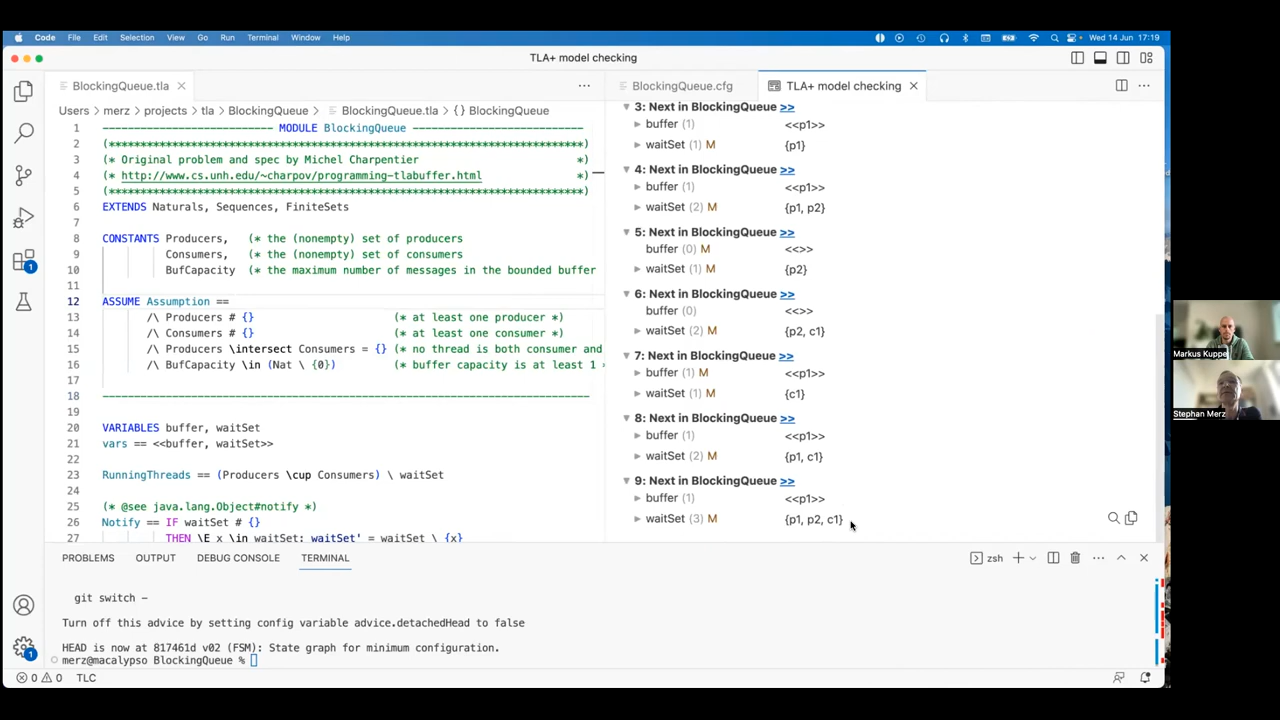 Code File Edit Selection View Go Run Terminal Window Help Wed 14 Jun 17:19
TLA+ model checking
BlockingQueue.tla
BlockingQueue.cfg
TLA+ model checking
Users > merz > projects > tla > BlockingQueue > BlockingQueue.tla > {} BlockingQueue
1 --------------------------- MODULE BlockingQueue ---------------------------
2 (***************************************************************************)
3 (* Original problem and spec by Michel Charpentier *)
4 (* http://www.cs.unh.edu/~charpov/programming-tlabuffer.html *)
5 (***************************************************************************)
6 EXTENDS Naturals, Sequences, FiniteSets
7
8 CONSTANTS Producers, (* the (nonempty) set of producers
9 Consumers, (* the (nonempty) set of consumers
10 BufCapacity (* the maximum number of messages in the bounded buffer
11
12 ASSUME Assumption ==
13 /\ Producers # {} (* at least one producer *)
14 /\ Consumers # {} (* at least one consumer *)
15 /\ Producers \intersect Consumers = {} (* no thread is both consumer and
16 /\ BufCapacity \in (Nat \ {0}) (* buffer capacity is at least 1 *
17
18 -----------------------------------------------------------------------------
19
20 VARIABLES buffer, waitSet
21 vars == <<buffer, waitSet>>
22
23 RunningThreads == (Producers \cup Consumers) \ waitSet
24
25 (* @see java.lang.Object#notify *)
26 Notify == IF waitSet # {}
27 THEN \E x \in waitSet: waitSet' = waitSet \ {x}
3: Next in BlockingQueue >>
buffer (1) <<p1>>
waitSet (1) M {p1}
4: Next in BlockingQueue >>
buffer (1) <<p1>>
waitSet (2) M {p1, p2}
5: Next in BlockingQueue >>
buffer (0) M <<>>
waitSet (1) M {p2}
6: Next in BlockingQueue >>
buffer (0) <<>>
waitSet (2) M {p2, c1}
7: Next in BlockingQueue >>
buffer (1) M <<p1>>
waitSet (1) M {c1}
8: Next in BlockingQueue >>
buffer (1) <<p1>>
waitSet (2) M {p1, c1}
9: Next in BlockingQueue >>
buffer (1) <<p1>>
waitSet (3) M {p1, p2, c1}
PROBLEMS OUTPUT DEBUG CONSOLE TERMINAL
zsh
git switch -
Turn off this advice by setting config variable advice.detachedHead to false
HEAD is now at 817461d v02 (FSM): State graph for minimum configuration.
merz@macalypso BlockingQueue %
0 0 TLC
1
1
Markus Kuppe
Stephan Merz